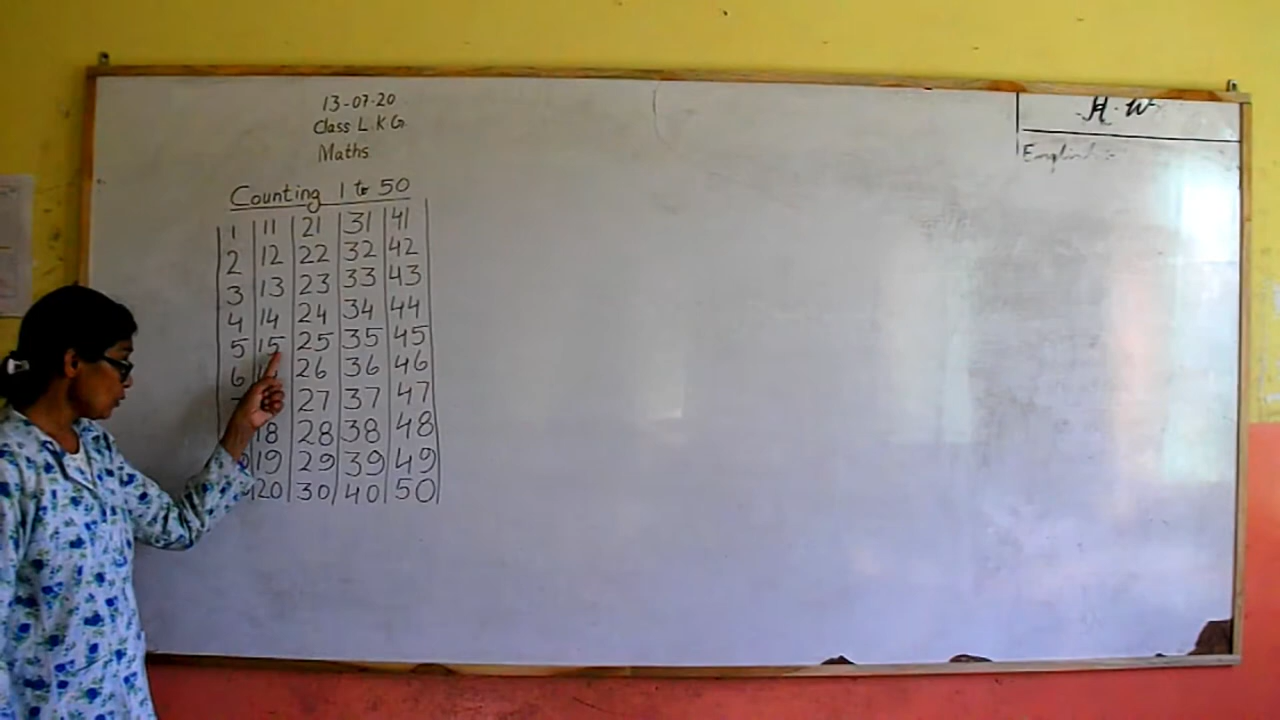 13-07-20
Class L.K.G.
Maths
Counting 1 to 50
1 11 21 31 41
2 12 22 32 42
3 13 23 33 43
4 14 24 34 44
5 15 25 35 45
6 26 36 46
27 37 47
18 28 38 48
19 29 39 49
20 30 40 50
H.W
English :-